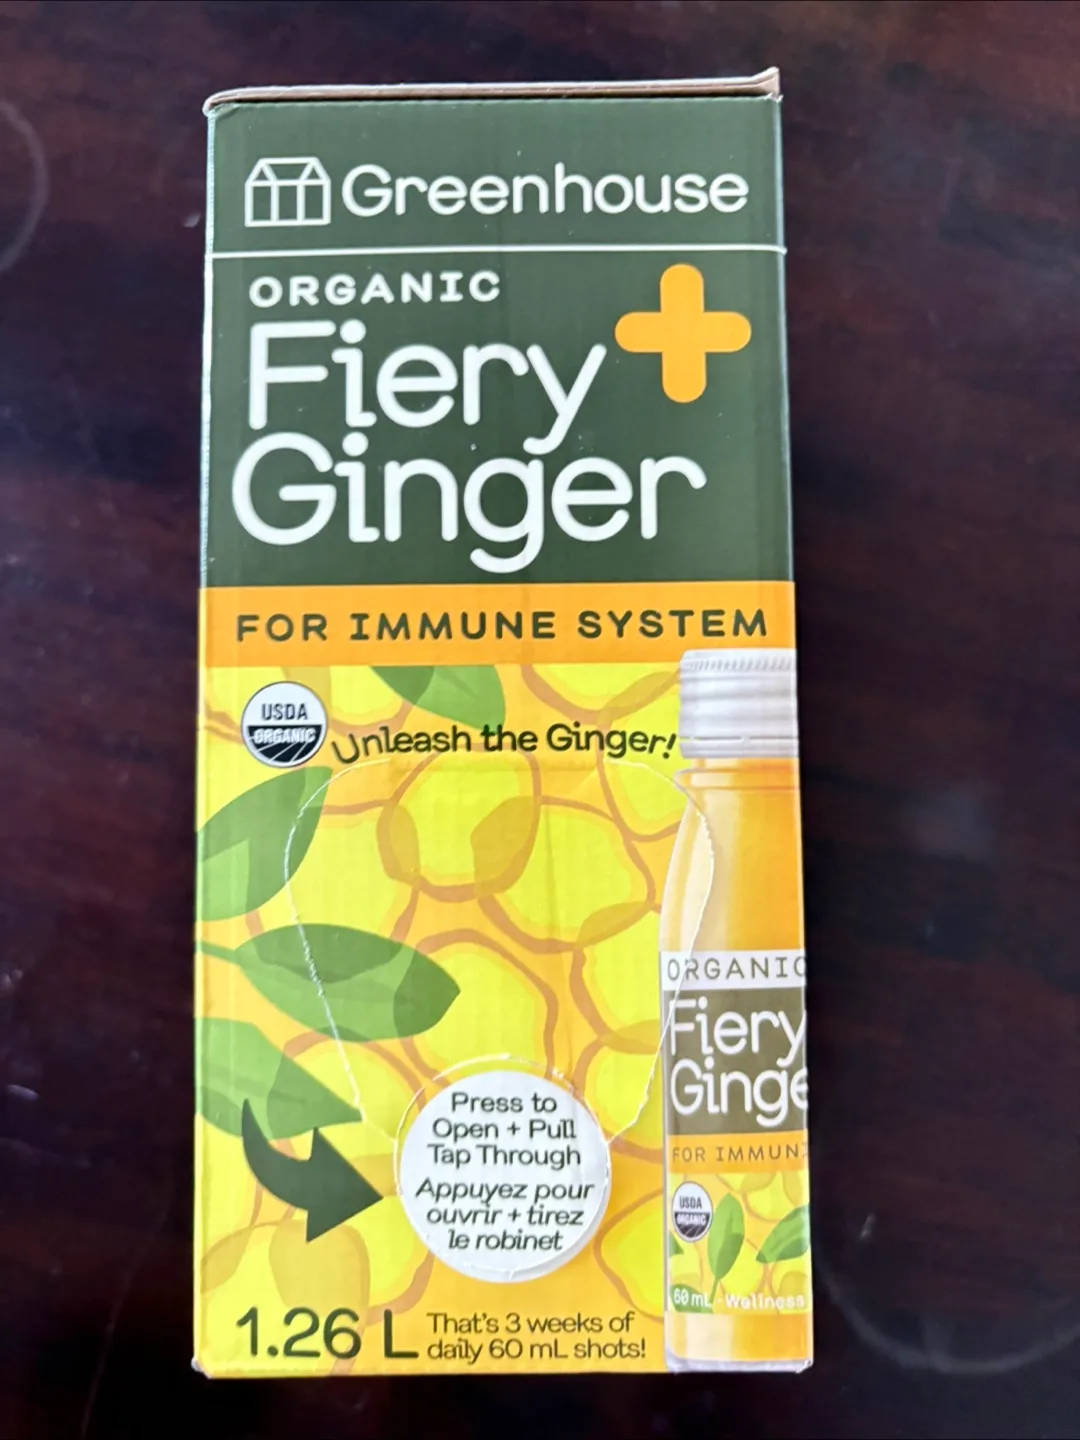 Greenhouse
ORGANIC
Fiery
Ginger
FOR IMMUNE SYSTEM
USDA
ORGANIC
Unleash the Ginger!
ORGANIC
Fiery
Ginge
FOR IMMUN
USDA
ORGANIC
60 mL · Wellness
Press to
Open + Pull
Tap Through
Appuyez pour
ouvrir + tirez
le robinet
1.26 L
That's 3 weeks of
daily 60 mL shots!